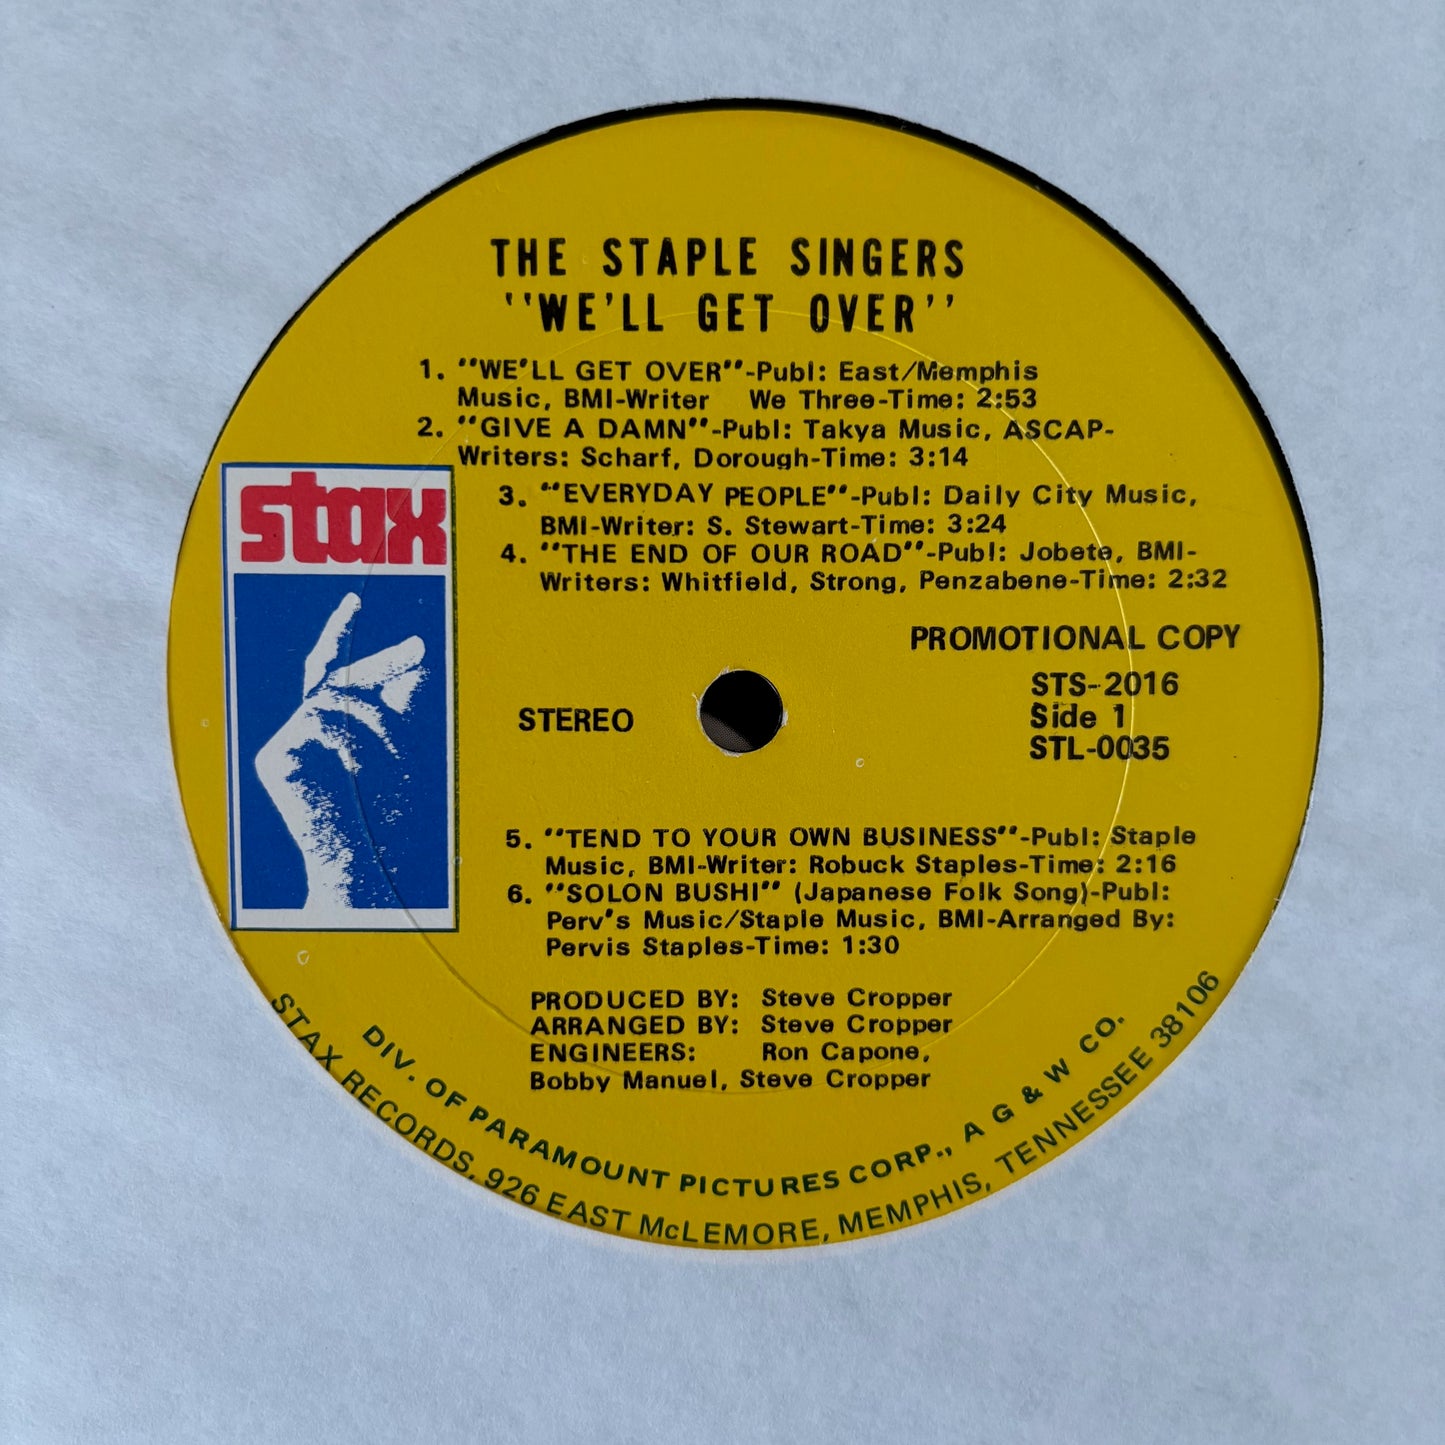 THE STAPLE SINGERS
"WE'LL GET OVER"
1. "WE'LL GET OVER"-Publ: East/Memphis
Music, BMI-Writer We Three-Time: 2:53
2. "GIVE A DAMN"-Publ: Takya Music, ASCAP-
Writers: Scharf, Dorough-Time: 3:14
3. "EVERYDAY PEOPLE"-Publ: Daily City Music,
BMI-Writer: S. Stewart-Time: 3:24
4. "THE END OF OUR ROAD"-Publ: Jobete, BMI-
Writers: Whitfield, Strong, Penzabene-Time: 2:32
stax
PROMOTIONAL COPY
STEREO
STS-2016
Side 1
STL-0035
5. "TEND TO YOUR OWN BUSINESS"-Publ: Staple
Music, BMI-Writer: Robuck Staples-Time: 2:16
6. "SOLON BUSHI" (Japanese Folk Song)-Publ:
Perv's Music/Staple Music, BMI-Arranged By:
Pervis Staples-Time: 1:30
PRODUCED BY: Steve Cropper
ARRANGED BY: Steve Cropper
ENGINEERS: Ron Capone,
Bobby Manuel, Steve Cropper
DIV. OF PARAMOUNT PICTURES CORP., A G & W CO.
STAX RECORDS, 926 EAST McLEMORE, MEMPHIS, TENNESSEE 38106